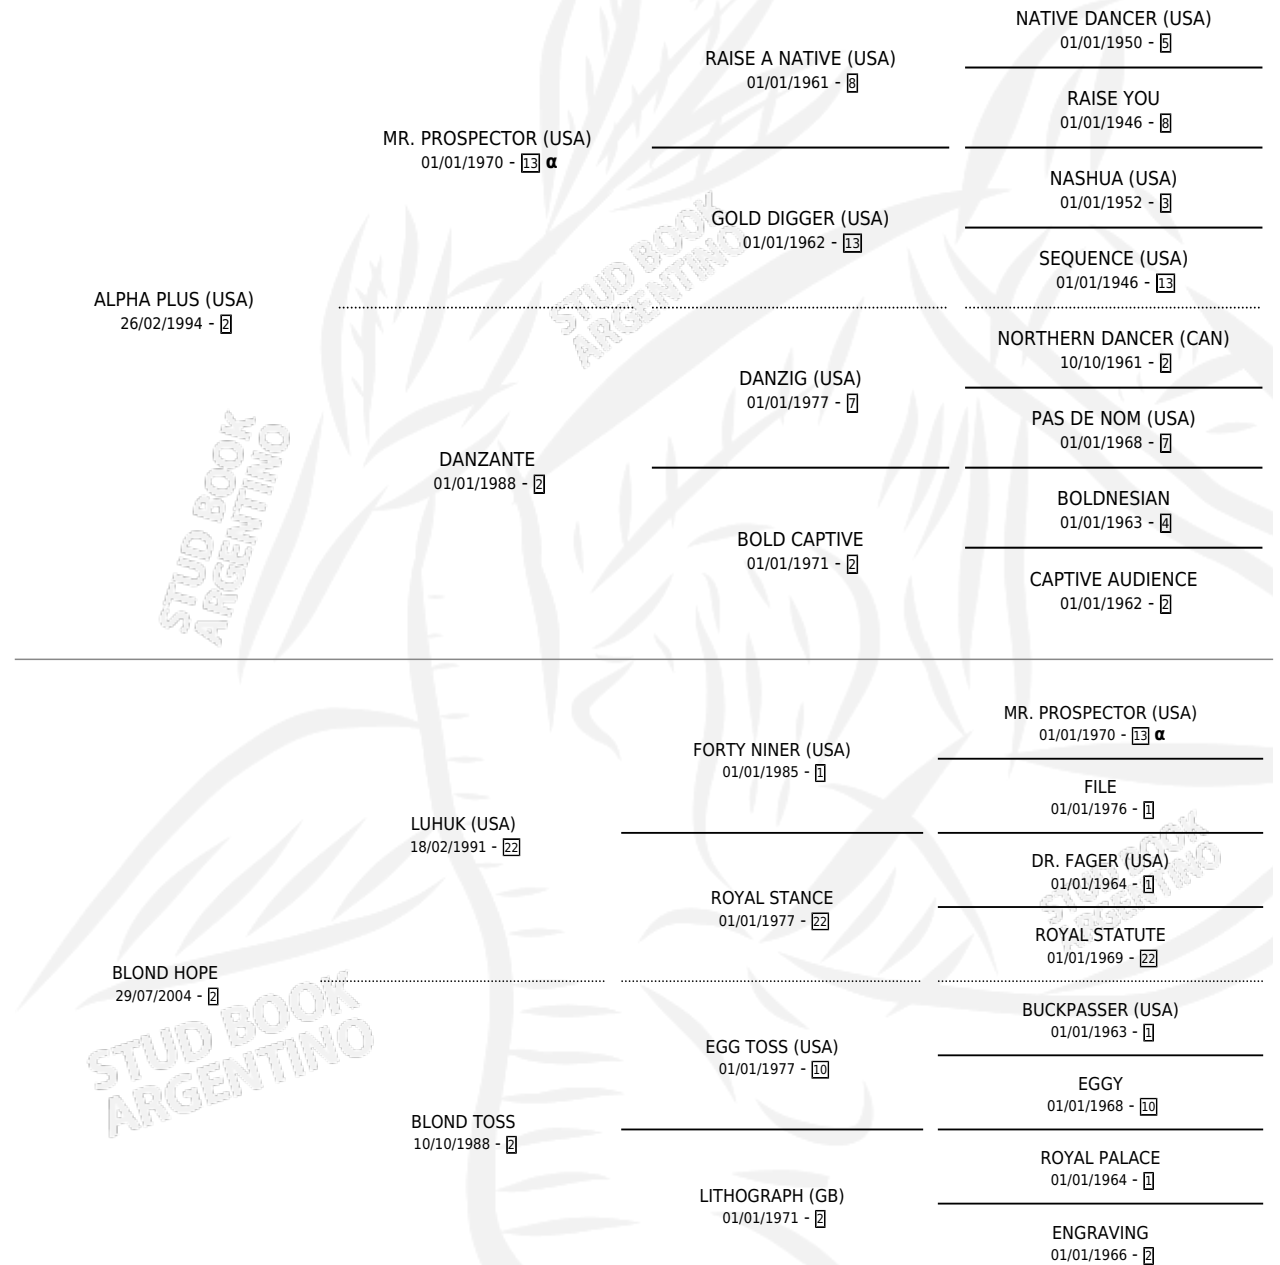 NATIVE DANCER (USA)
01/01/1950 - 5
RAISE A NATIVE (USA)
01/01/1961 - 8
RAISE YOU
01/01/1946 - 8
MR. PROSPECTOR (USA)
01/01/1970 - 13 α
NASHUA (USA)
01/01/1952 - 3
GOLD DIGGER (USA)
01/01/1962 - 13
SEQUENCE (USA)
01/01/1946 - 13
ALPHA PLUS (USA)
26/02/1994 - 2
STUD BOOK
ARGENTINO
NORTHERN DANCER (CAN)
10/10/1961 - 2
DANZIG (USA)
01/01/1977 - 7
PAS DE NOM (USA)
01/01/1968 - 7
DANZANTE
01/01/1988 - 2
BOLDNESIAN
01/01/1963 - 4
BOLD CAPTIVE
01/01/1971 - 2
CAPTIVE AUDIENCE
01/01/1962 - 2
STUD BOOK
ARGENTINO
MR. PROSPECTOR (USA)
01/01/1970 - 13 α
FORTY NINER (USA)
01/01/1985 - 1
FILE
01/01/1976 - 1
LUHUK (USA)
18/02/1991 - 22
DR. FAGER (USA)
01/01/1964 - 1
STUD BOOK
ARGENTINO
ROYAL STANCE
01/01/1977 - 22
ROYAL STATUTE
01/01/1969 - 22
BLOND HOPE
29/07/2004 - 2
STUD BOOK
ARGENTINO
BUCKPASSER (USA)
01/01/1963 - 1
EGG TOSS (USA)
01/01/1977 - 10
EGGY
01/01/1968 - 10
BLOND TOSS
10/10/1988 - 2
ROYAL PALACE
01/01/1964 - 1
LITHOGRAPH (GB)
01/01/1971 - 2
ENGRAVING
01/01/1966 - 2